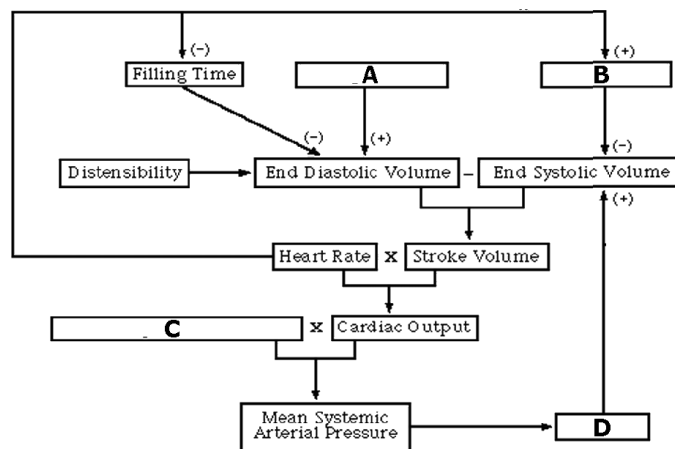 (−)
(+)
Filling Time
A
B
(−)
(+)
(−)
Distensibility
End Diastolic Volume
–
End Systolic Volume
(+)
Heart Rate
x
Stroke Volume
C
x
Cardiac Output
Mean Systemic
Arterial Pressure
D